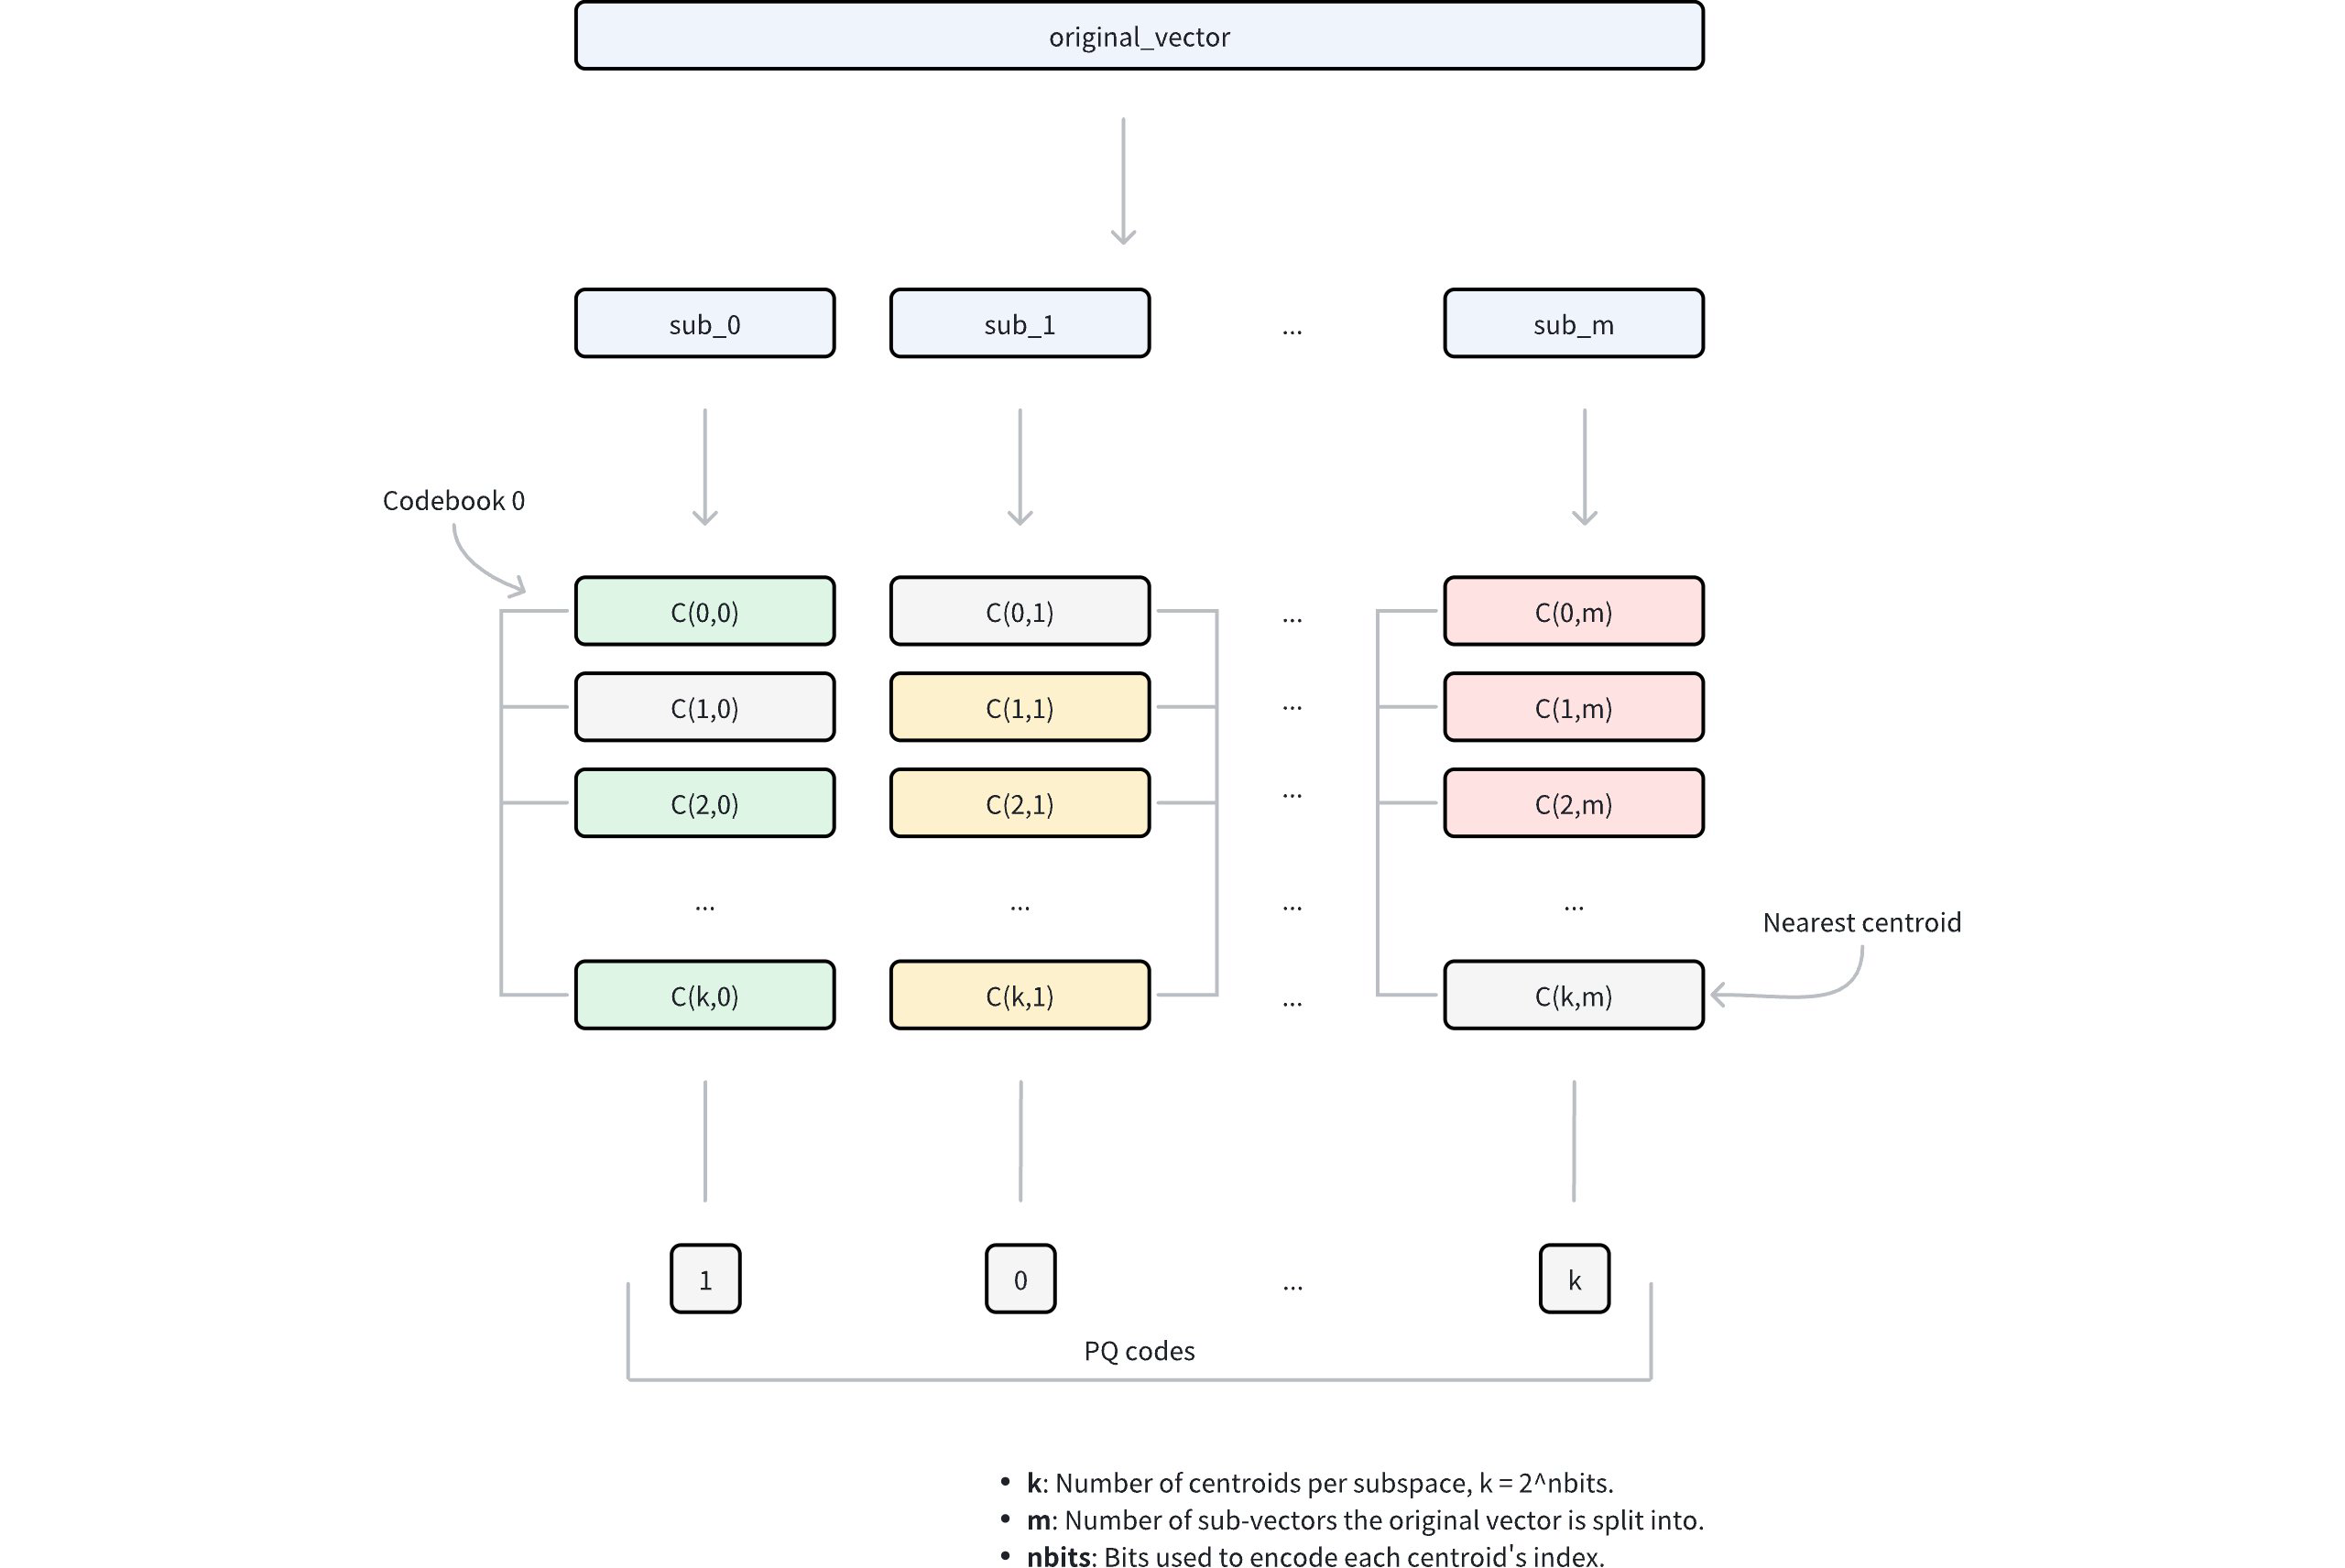 original_vector
sub_0 sub_1 ... sub_m
Codebook 0
C(0,0) C(0,1) ... C(0,m)
C(1,0) C(1,1) ... C(1,m)
C(2,0) C(2,1) ... C(2,m)
... ... ... ...
Nearest centroid
C(k,0) C(k,1) ... C(k,m)
1 0 ... k
PQ codes
• k: Number of centroids per subspace, k = 2^nbits.
• m: Number of sub-vectors the original vector is split into.
• nbits: Bits used to encode each centroid's index.